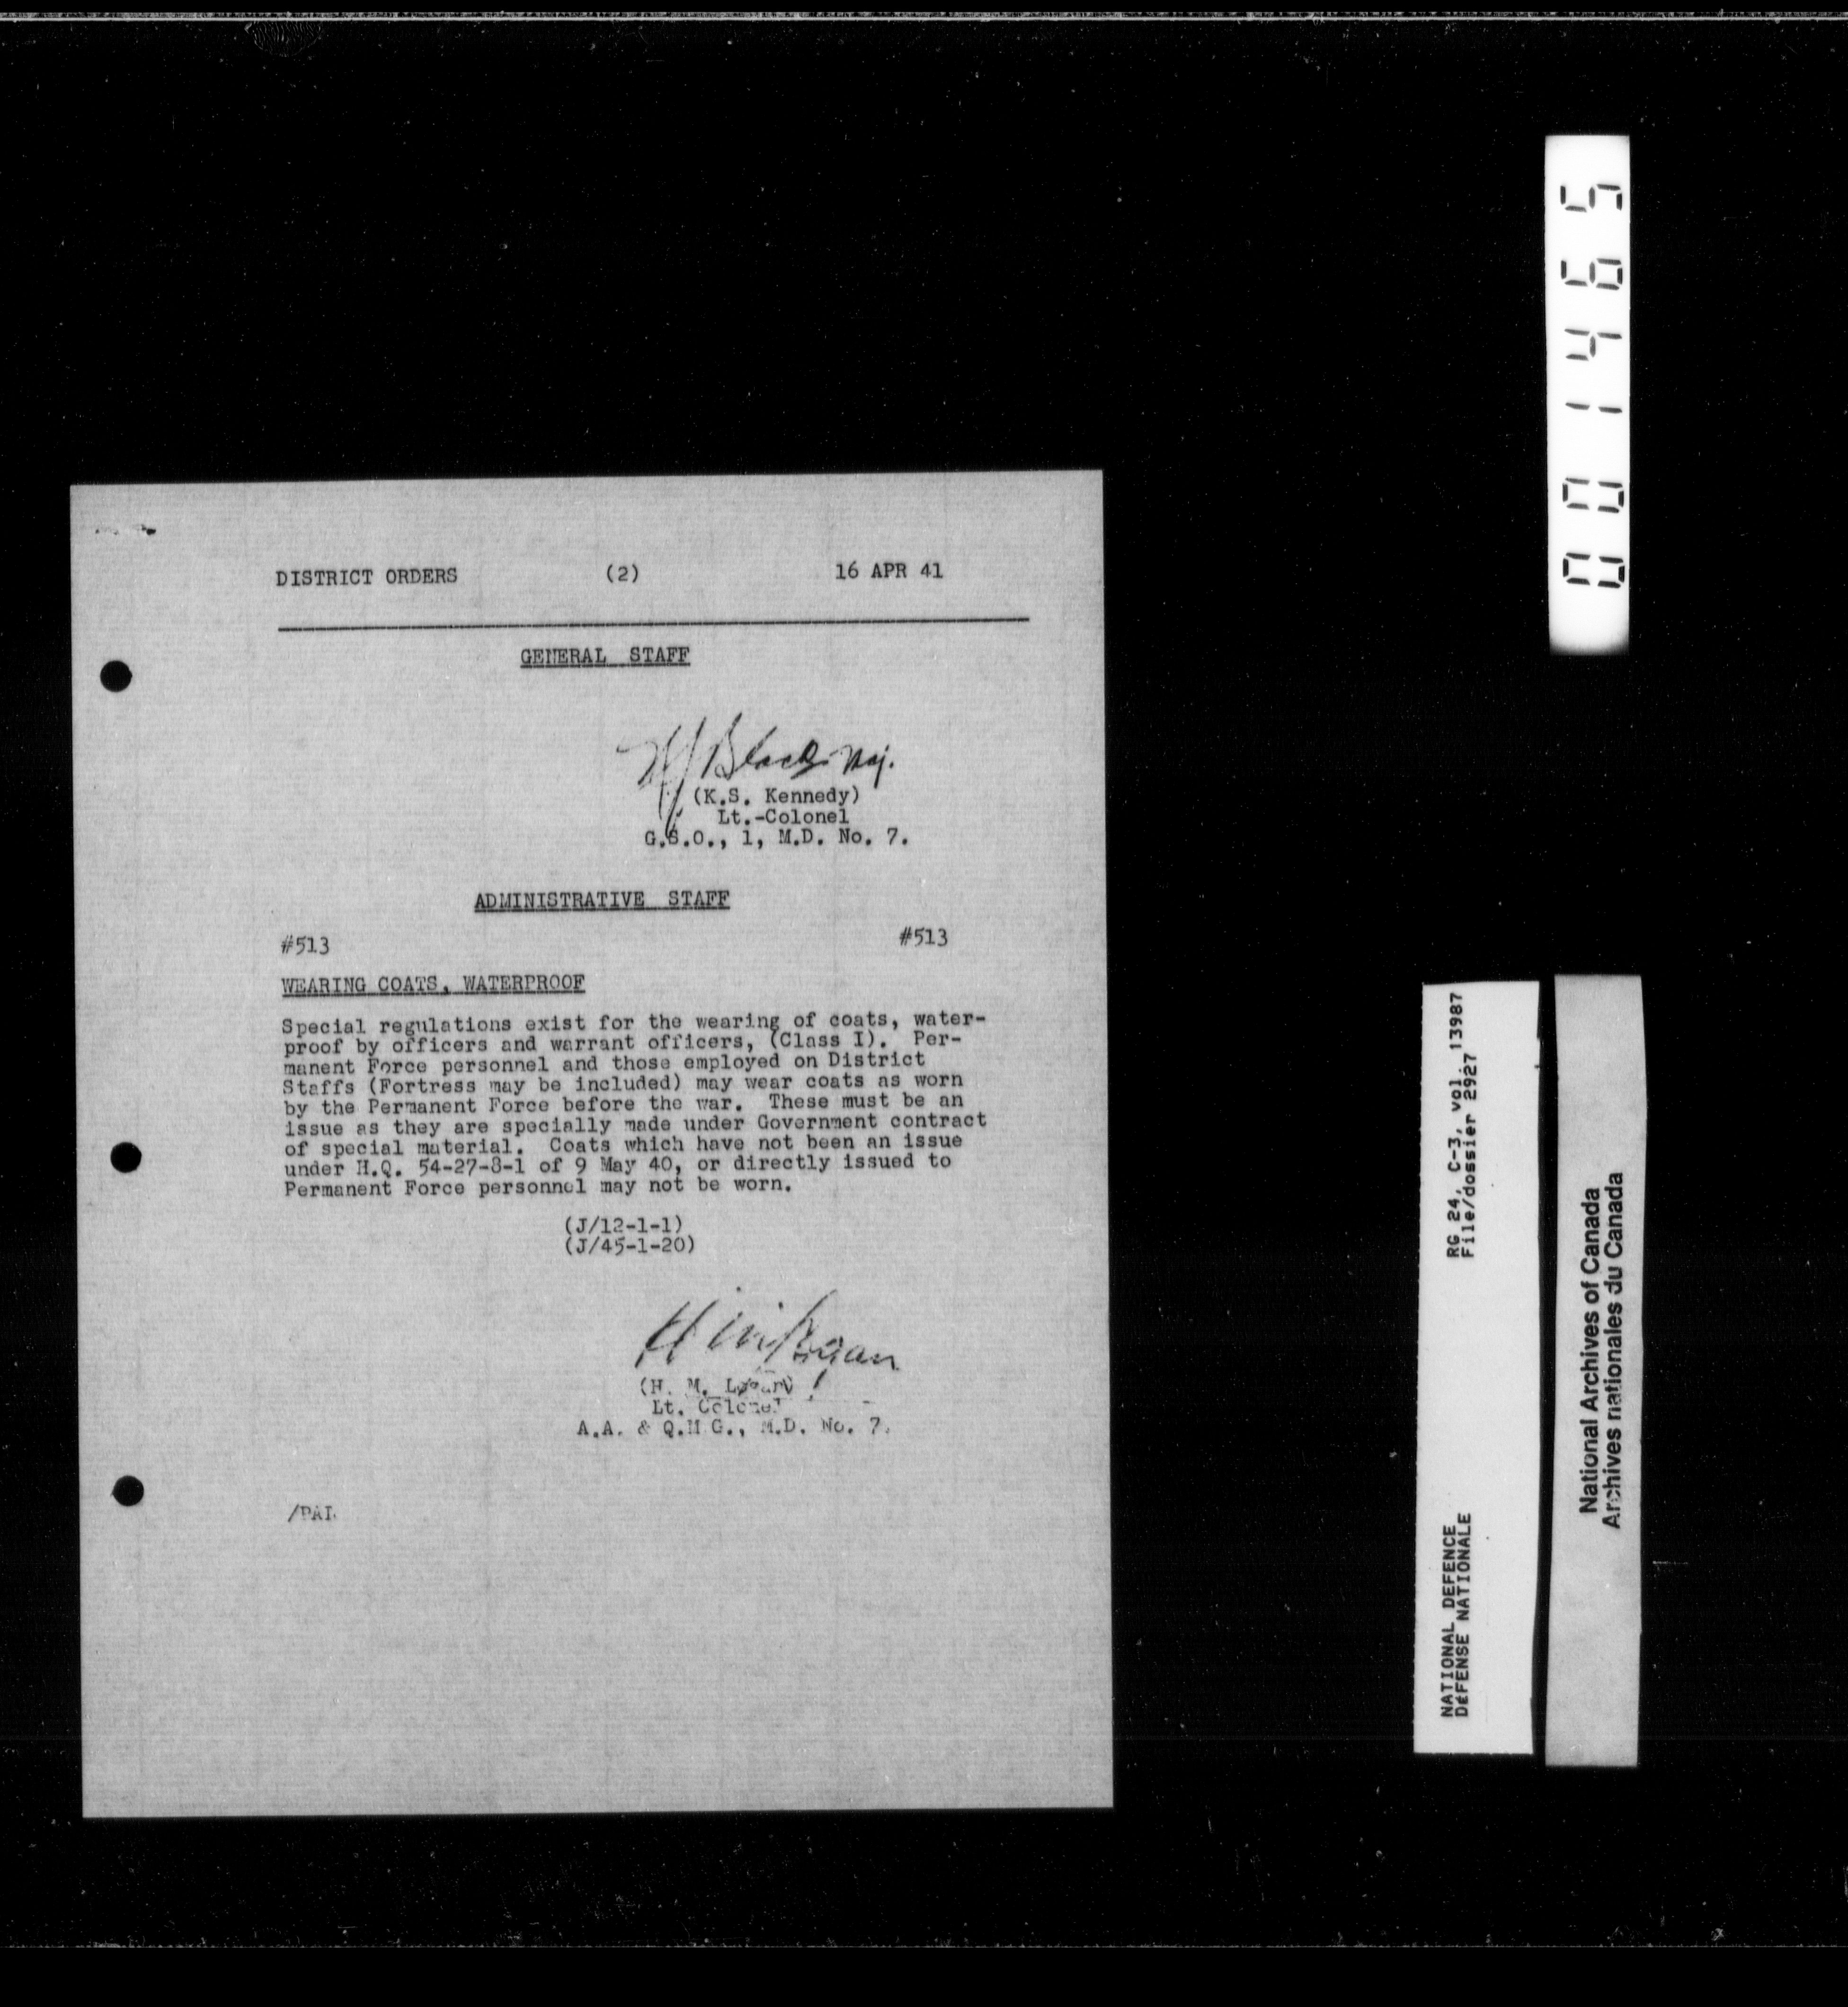 DISTRICT ORDERS (2) 16 APR 41
GENERAL STAFF
Black Maj.
(K.S. Kennedy)
Lt.-Colonel
G.S.O., 1, M.D. No. 7.
ADMINISTRATIVE STAFF
#513 #513
WEARING COATS, WATERPROOF
Special regulations exist for the wearing of coats, water-
proof by officers and warrant officers, (Class I). Per-
manent Force personnel and those employed on District
Staffs (Fortress may be included) may wear coats as worn
by the Permanent Force before the war. These must be an
issue as they are specially made under Government contract
of special material. Coats which have not been an issue
under H.Q. 54-27-8-1 of 9 May 40, or directly issued to
Permanent Force personnel may not be worn.
(J/12-1-1)
(J/45-1-20)
(H. M. Logan)
Lt. Colonel
A.A. & Q.M.G., M.D. No. 7.
001465
RG 24, C-3, vol. 13987
File/dossier 2927
NATIONAL DEFENCE
DÉFENSE NATIONALE
National Archives of Canada
Archives nationales du Canada